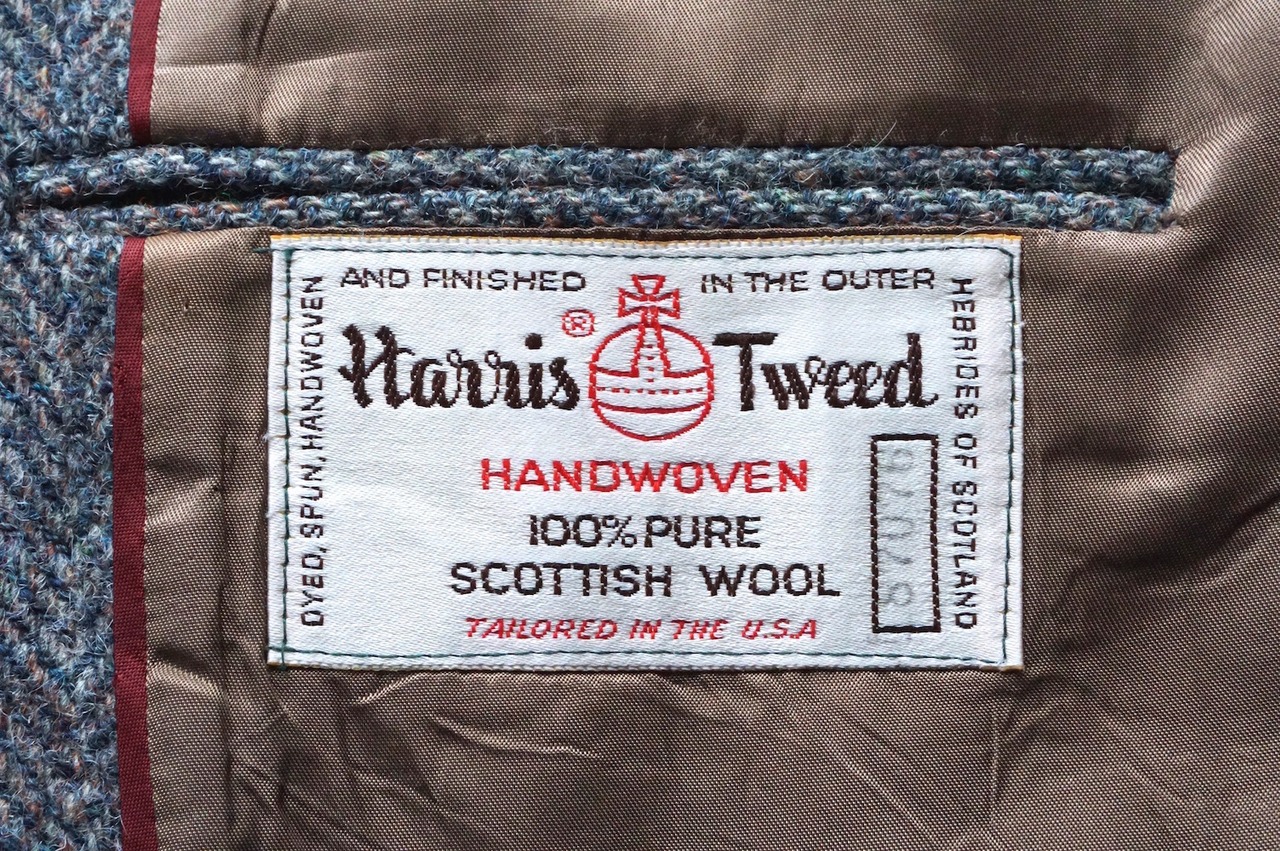 DYED, SPUN, HANDWOVEN
AND FINISHED IN THE OUTER
HEBRIDES OF SCOTLAND
Harris ® Tweed
HANDWOVEN
100% PURE
SCOTTISH WOOL
TAILORED IN THE U.S.A